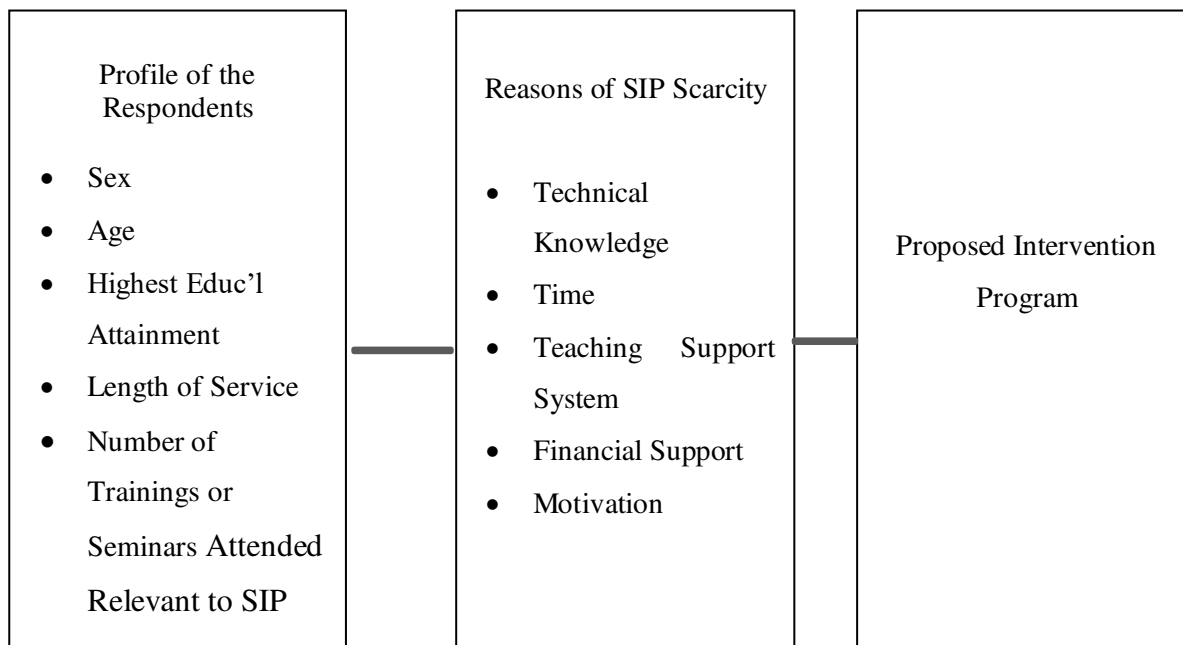 Profile of the
Respondents
• Sex
• Age
• Highest Educ’l
Attainment
• Length of Service
• Number of
Trainings or
Seminars Attended
Relevant to SIP
Reasons of SIP Scarcity
• Technical
Knowledge
• Time
• Teaching Support
System
• Financial Support
• Motivation
Proposed Intervention
Program